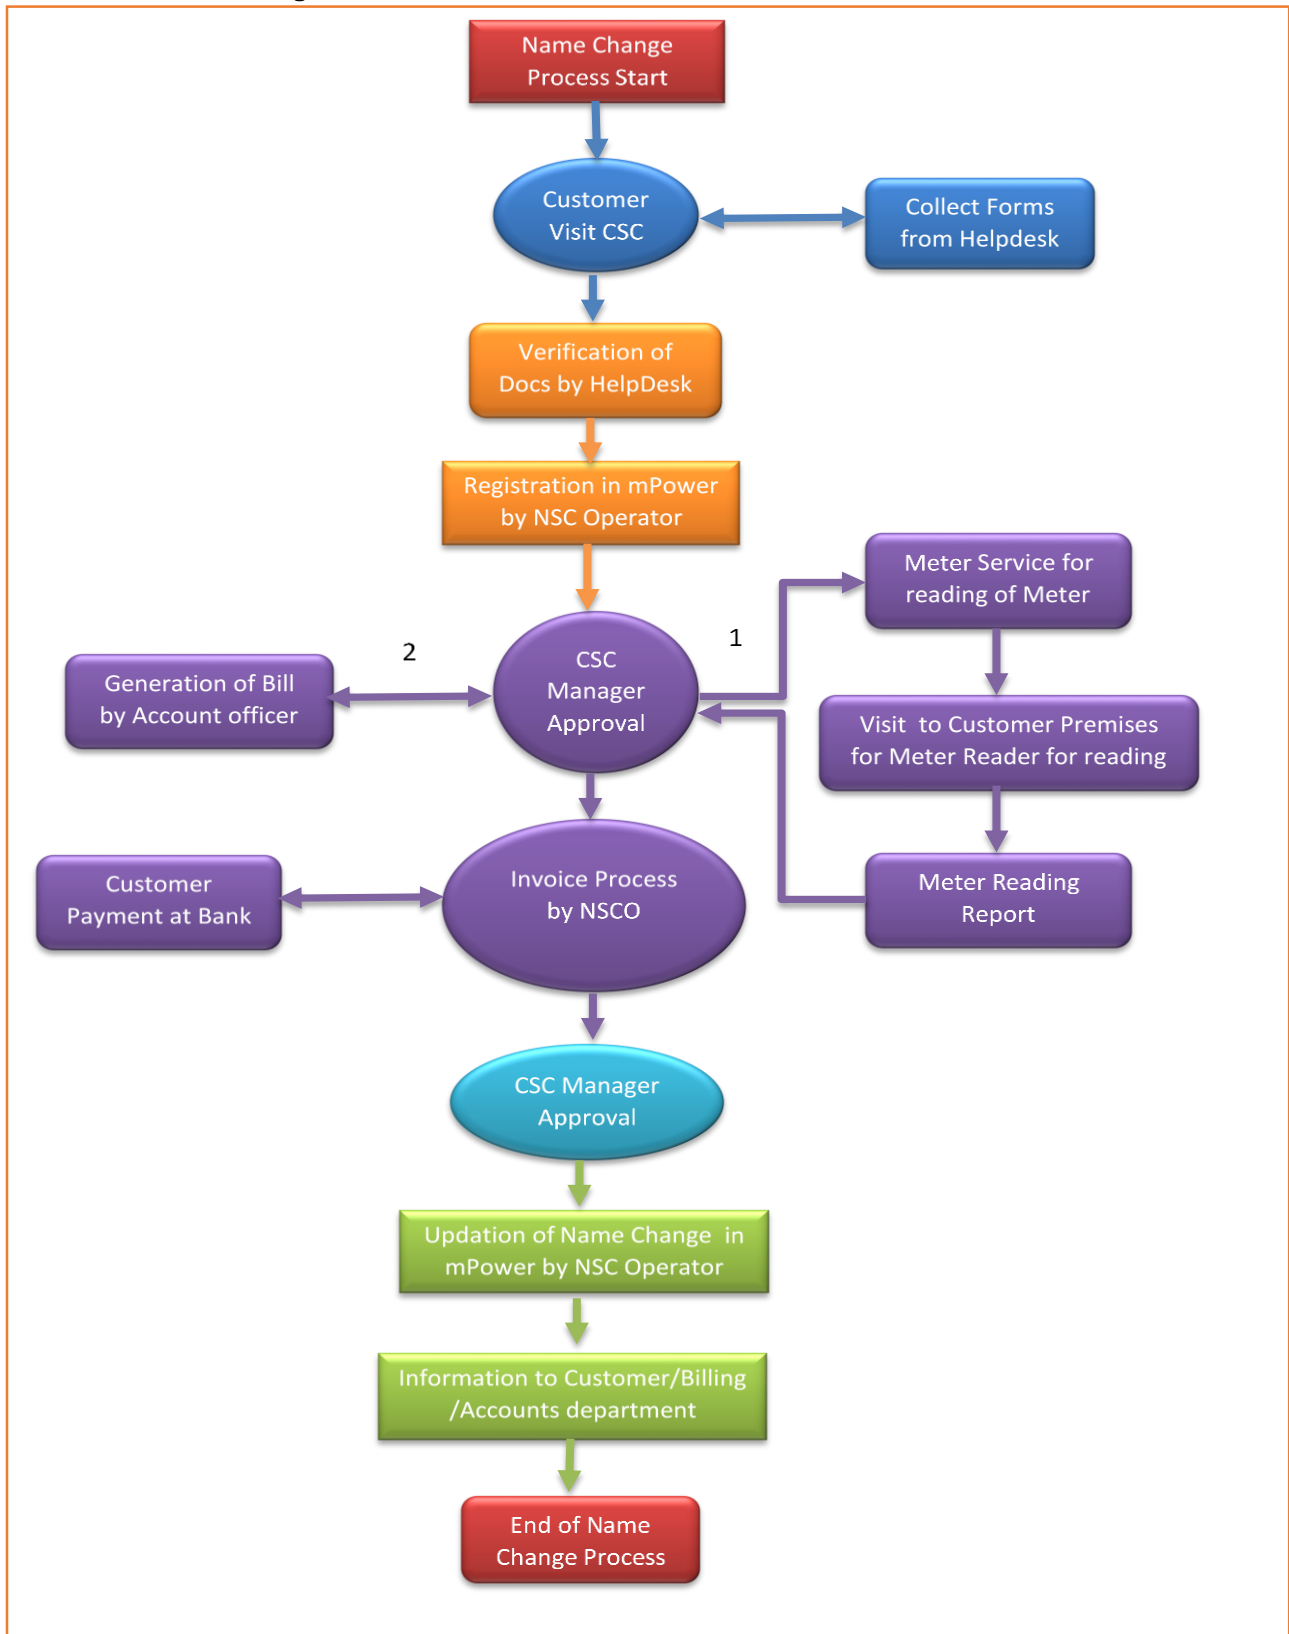 Name Change
Process Start
Customer
Visit CSC
Collect Forms
from Helpdesk
Verification of
Docs by HelpDesk
Registration in mPower
by NSC Operator
Meter Service for
reading of Meter
1
2
CSC
Manager
Approval
Generation of Bill
by Account officer
Visit to Customer Premises
for Meter Reader for reading
Customer
Payment at Bank
Invoice Process
by NSCO
Meter Reading
Report
CSC Manager
Approval
Updation of Name Change in
mPower by NSC Operator
Information to Customer/Billing
/Accounts department
End of Name
Change Process